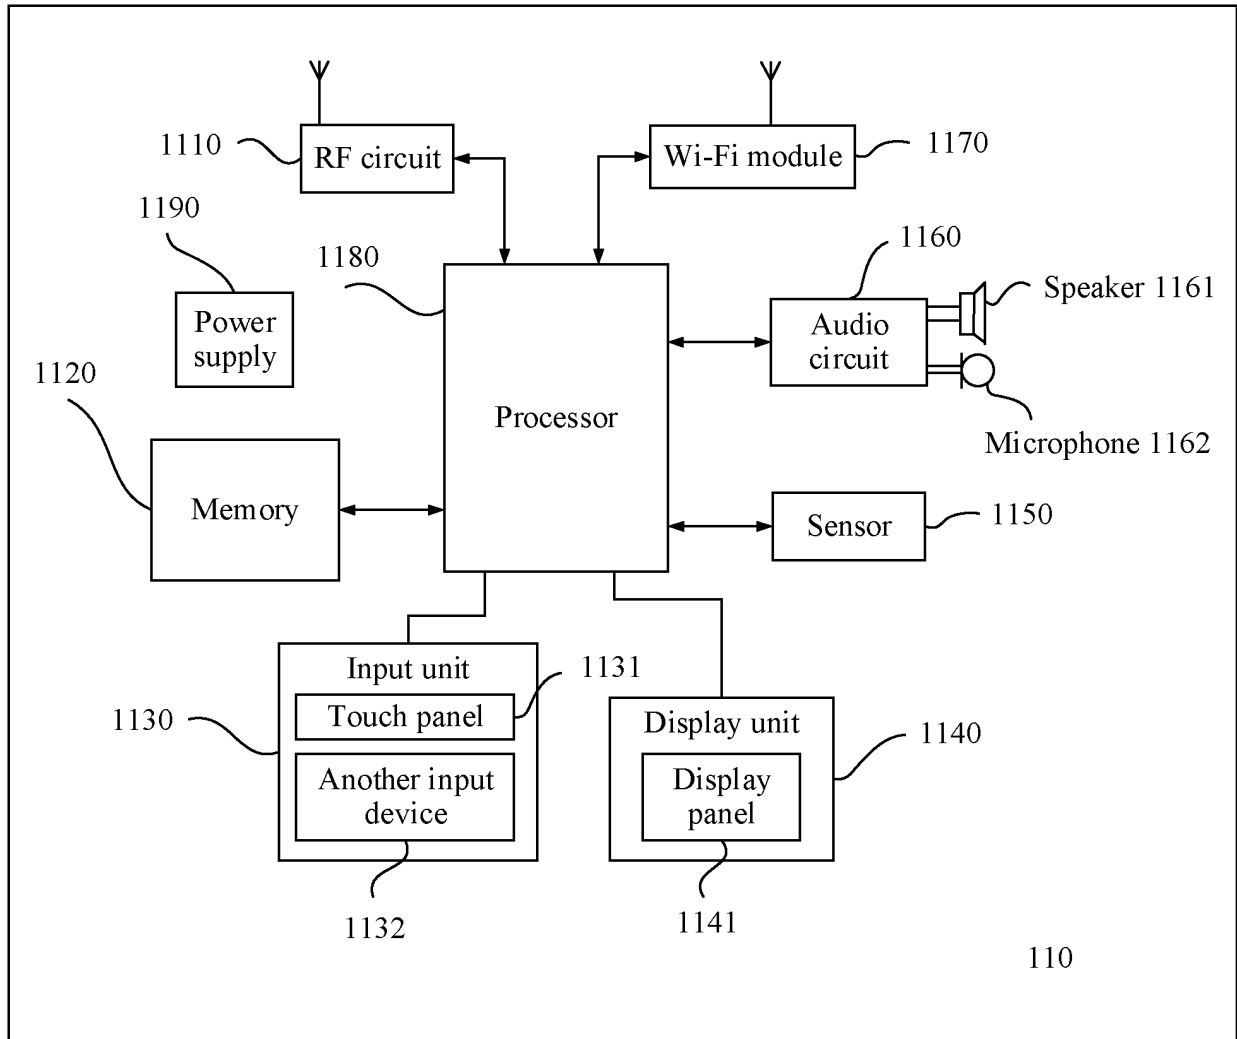 1110
RF circuit
Wi-Fi module
1170
1190
1180
1160
Power
supply
Audio
circuit
Speaker 1161
1120
Processor
Microphone 1162
Memory
Sensor
1150
Input unit
1131
1130
Touch panel
Display unit
1140
Another input
device
Display
panel
1132
1141
110